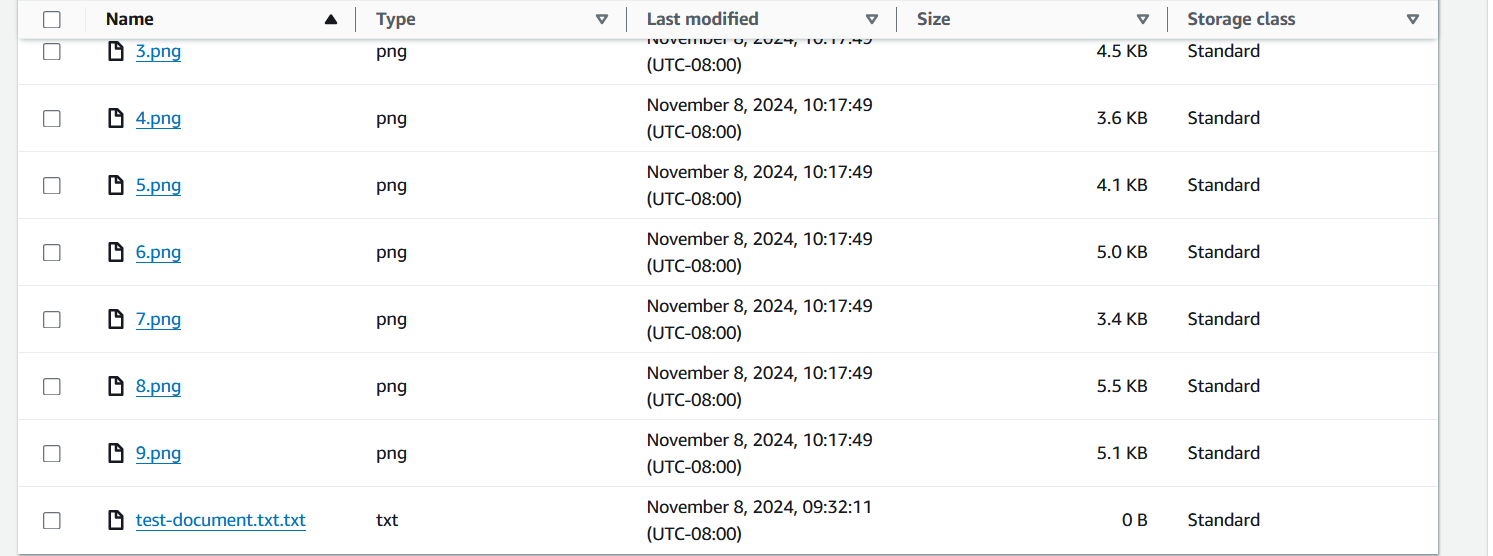 Name Type Last modified Size Storage class
3.png png November 8, 2024, 10:17:49 4.5 KB Standard
(UTC-08:00)
4.png png November 8, 2024, 10:17:49 3.6 KB Standard
(UTC-08:00)
5.png png November 8, 2024, 10:17:49 4.1 KB Standard
(UTC-08:00)
6.png png November 8, 2024, 10:17:49 5.0 KB Standard
(UTC-08:00)
7.png png November 8, 2024, 10:17:49 3.4 KB Standard
(UTC-08:00)
8.png png November 8, 2024, 10:17:49 5.5 KB Standard
(UTC-08:00)
9.png png November 8, 2024, 10:17:49 5.1 KB Standard
(UTC-08:00)
test-document.txt.txt txt November 8, 2024, 09:32:11 0 B Standard
(UTC-08:00)